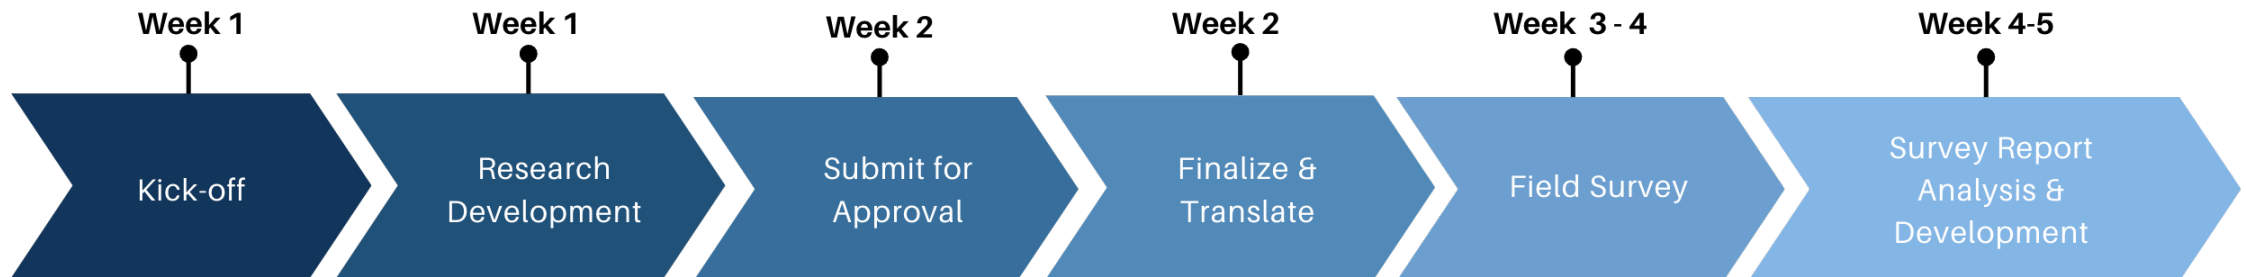 Week 1
Week 1
Week 2
Week 2
Week  3 - 4
Week 4-5
Kick-off
Research
Development
Submit for
Approval
Finalize &
Translate
Field Survey
Survey Report
Analysis &
Development